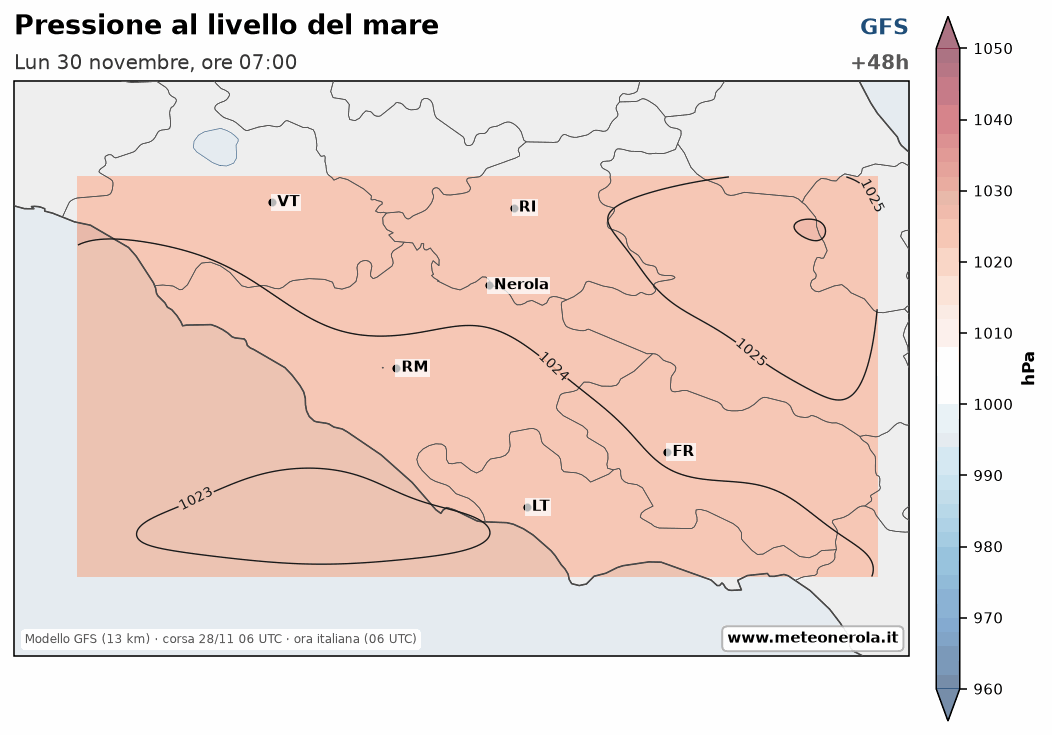 Pressione al livello del mare
GFS
Lun 30 novembre, ore 07:00
+48h
1050
1040
1030
1020
1010
1000
990
980
970
960
hPa
VT
RI
1025
Nerola
1025
1024
RM
FR
1023
LT
Modello GFS (13 km) · corsa 28/11 06 UTC · ora italiana (06 UTC)
www.meteonerola.it